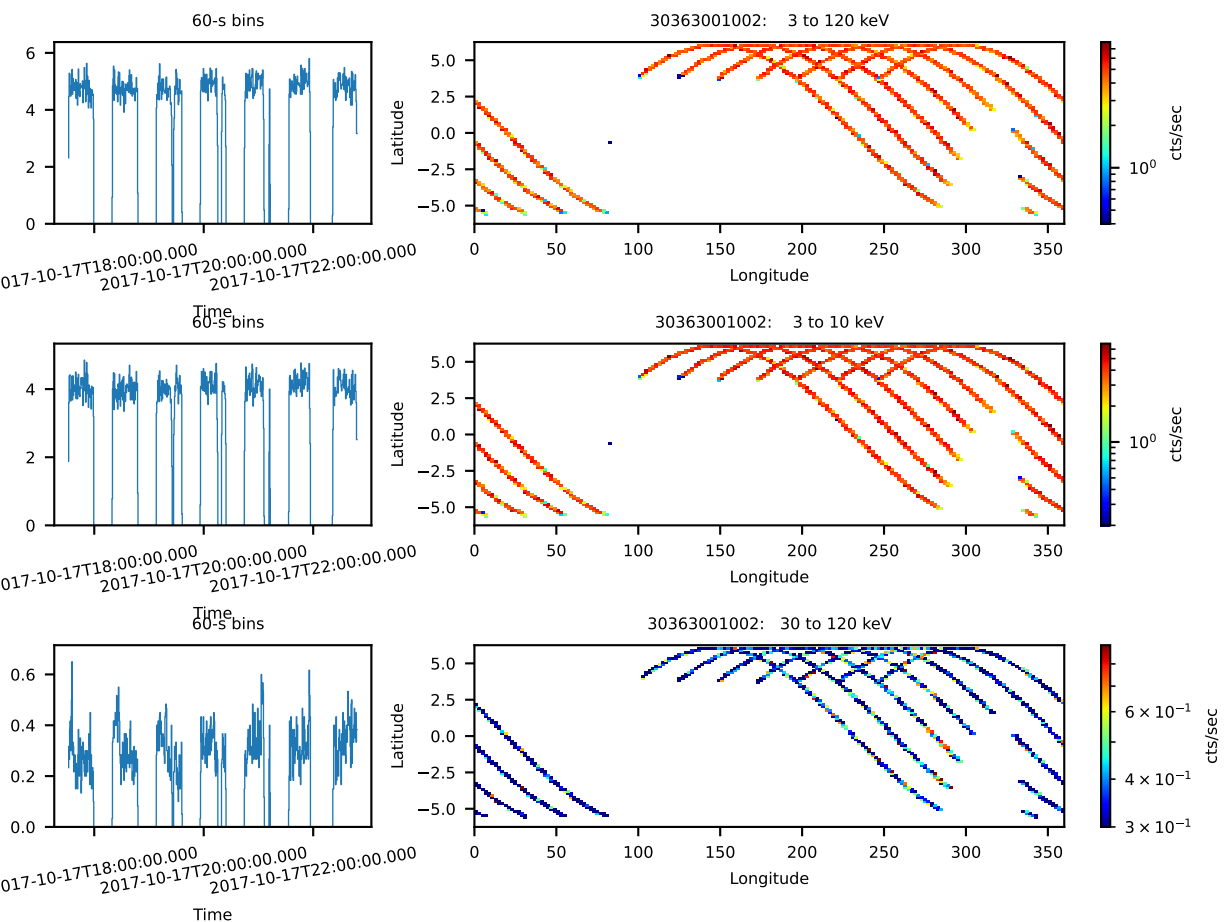 60-s bins
30363001002:    3 to 120 keV
6
4
2
0
017-10-17T18:00:00.000
2017-10-17T20:00:00.000
2017-10-17T22:00:00.000
Time
5.0
2.5
0.0
−2.5
−5.0
Latitude
0 50 100 150 200 250 300 350
Longitude
10⁰
cts/sec
60-s bins
30363001002:    3 to 10 keV
4
2
0
017-10-17T18:00:00.000
2017-10-17T20:00:00.000
2017-10-17T22:00:00.000
Time
5.0
2.5
0.0
−2.5
−5.0
Latitude
0 50 100 150 200 250 300 350
Longitude
10⁰
cts/sec
60-s bins
30363001002:   30 to 120 keV
0.6
0.4
0.2
0.0
017-10-17T18:00:00.000
2017-10-17T20:00:00.000
2017-10-17T22:00:00.000
Time
5.0
2.5
0.0
−2.5
−5.0
Latitude
0 50 100 150 200 250 300 350
Longitude
6 × 10⁻¹
4 × 10⁻¹
3 × 10⁻¹
cts/sec